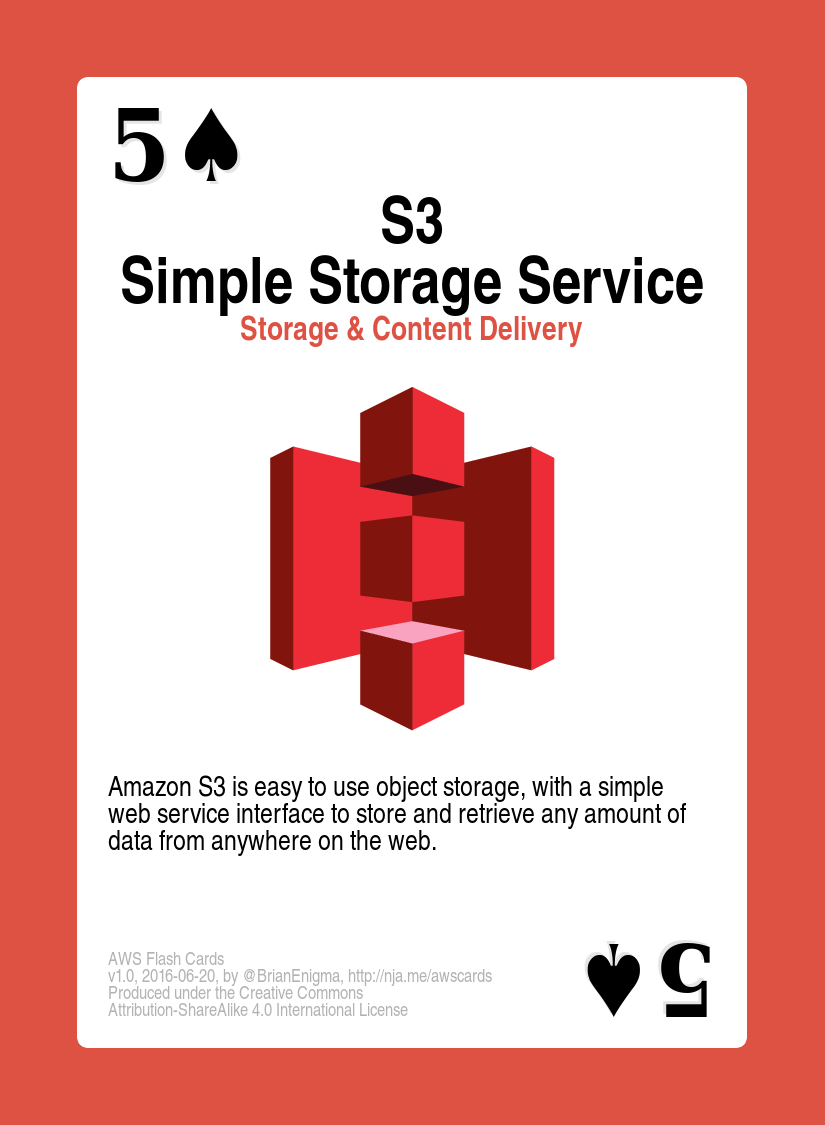 5♠
S3
Simple Storage Service
Storage & Content Delivery
Amazon S3 is easy to use object storage, with a simple
web service interface to store and retrieve any amount of
data from anywhere on the web.
AWS Flash Cards
v1.0, 2016-06-20, by @BrianEnigma, http://nja.me/awscards
Produced under the Creative Commons
Attribution-ShareAlike 4.0 International License
5♠